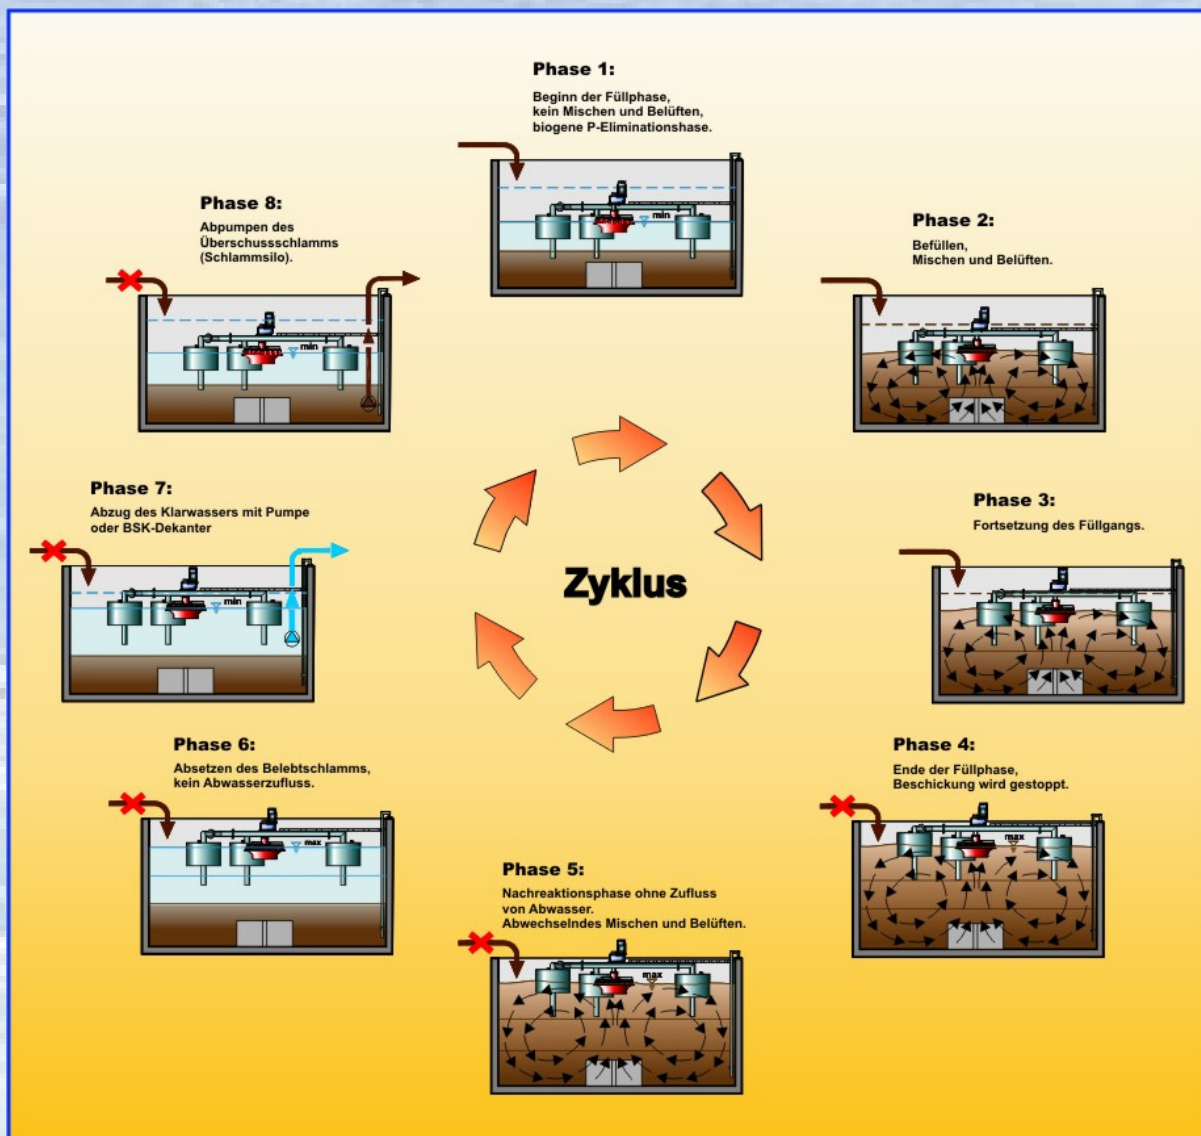 Phase 1:
Beginn der Füllphase,
kein Mischen und Belüften,
biogene P-Eliminationshase.
min
Phase 2:
Befüllen,
Mischen und Belüften.
Phase 3:
Fortsetzung des Füllgangs.
Phase 4:
Ende der Füllphase,
Beschickung wird gestoppt.
max
Phase 5:
Nachreaktionsphase ohne Zufluss
von Abwasser.
Abwechselndes Mischen und Belüften.
max
Phase 6:
Absetzen des Belebtschlamms,
kein Abwasserzufluss.
max
Phase 7:
Abzug des Klarwassers mit Pumpe
oder BSK-Dekanter
min
Phase 8:
Abpumpen des
Überschussschlamms
(Schlammsilo).
min
Zyklus